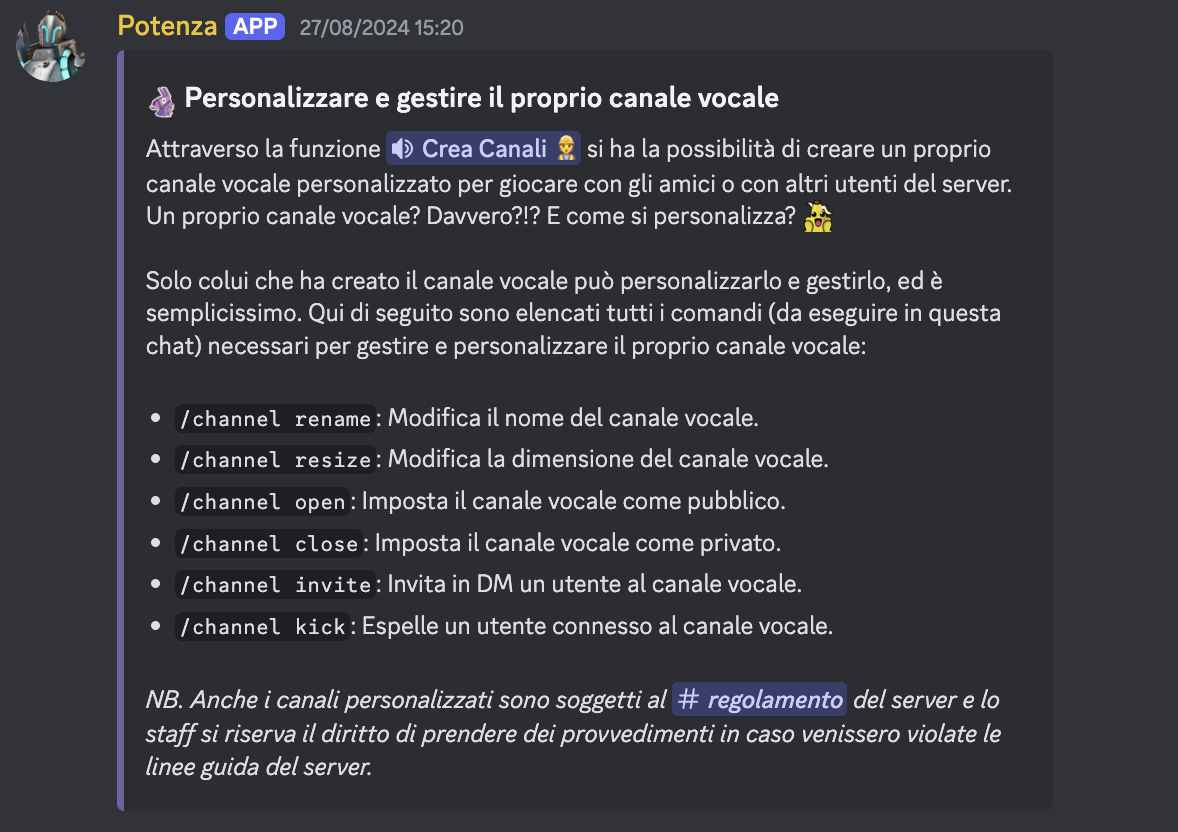 Potenza APP 27/08/2024 15:20
Personalizzare e gestire il proprio canale vocale
Attraverso la funzione Crea Canali si ha la possibilità di creare un proprio
canale vocale personalizzato per giocare con gli amici o con altri utenti del server.
Un proprio canale vocale? Davvero?!? E come si personalizza?
Solo colui che ha creato il canale vocale può personalizzarlo e gestirlo, ed è
semplicissimo. Qui di seguito sono elencati tutti i comandi (da eseguire in questa
chat) necessari per gestire e personalizzare il proprio canale vocale:
• /channel rename: Modifica il nome del canale vocale.
• /channel resize: Modifica la dimensione del canale vocale.
• /channel open: Imposta il canale vocale come pubblico.
• /channel close: Imposta il canale vocale come privato.
• /channel invite: Invita in DM un utente al canale vocale.
• /channel kick: Espelle un utente connesso al canale vocale.
NB. Anche i canali personalizzati sono soggetti al # regolamento del server e lo
staff si riserva il diritto di prendere dei provvedimenti in caso venissero violate le
linee guida del server.